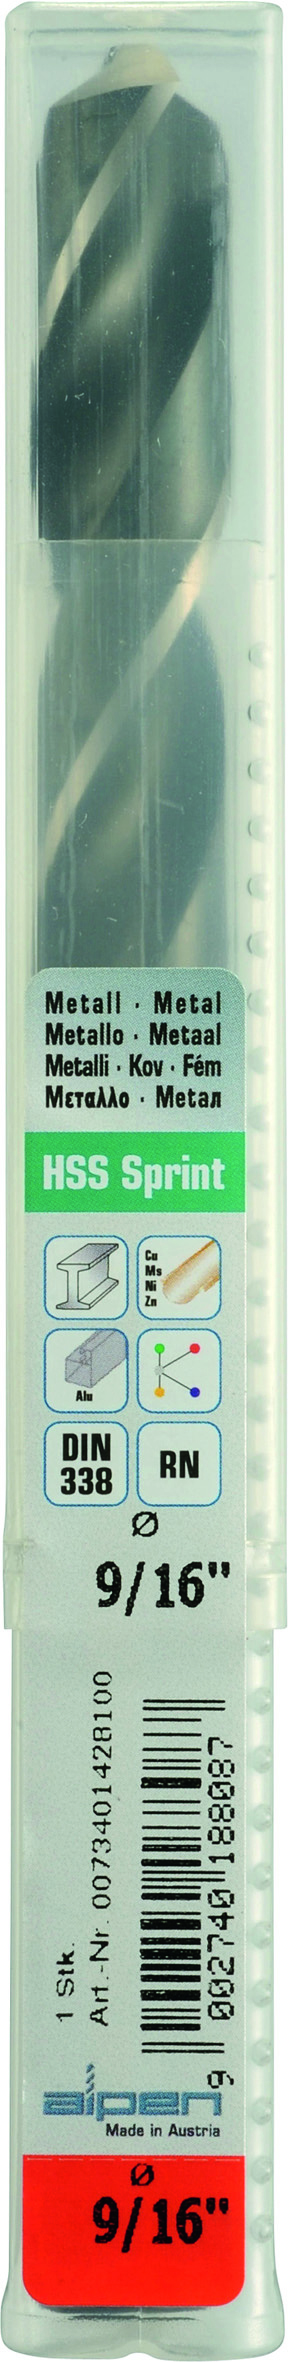 Metall · Metal
Metallo · Metaal
Metalli · Kov · Fém
Μεταλλο · Метал
HSS Sprint
Cu
Ms
Ni
Zn
Alu
DIN
338
RN
Ø
9/16"
1 Stk.
Art.-Nr. 0073401428100
9 002740 188087
alpen
Made in Austria
Ø
9/16"